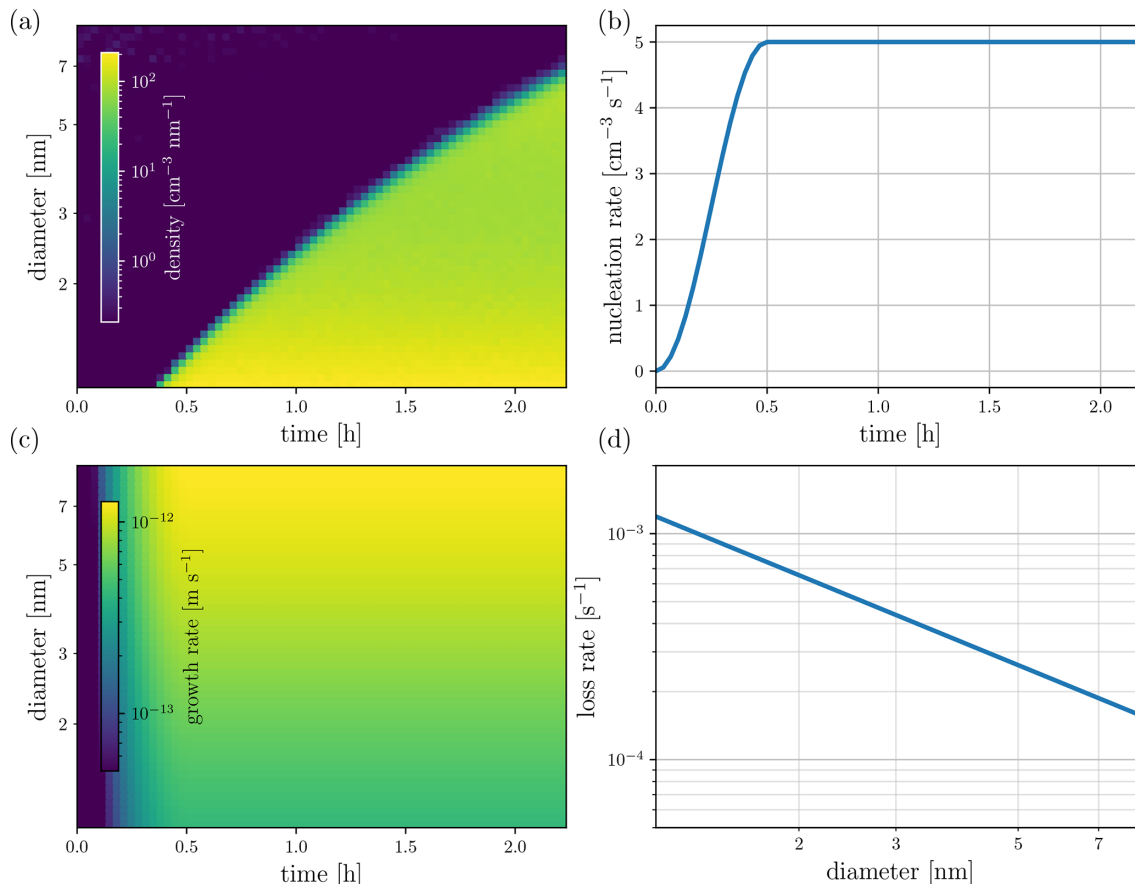 (a)
7
5
3
2
diameter [nm]
10^2
10^1
10^0
density [cm^{-3} nm^{-1}]
0.0 0.5 1.0 1.5 2.0
time [h]
(b)
5
4
3
2
1
0
nucleation rate [cm^{-3} s^{-1}]
0.0 0.5 1.0 1.5 2.0
time [h]
(c)
7
5
3
2
diameter [nm]
10^{-12}
10^{-13}
growth rate [m s^{-1}]
0.0 0.5 1.0 1.5 2.0
time [h]
(d)
10^{-3}
10^{-4}
loss rate [s^{-1}]
2 3 5 7
diameter [nm]